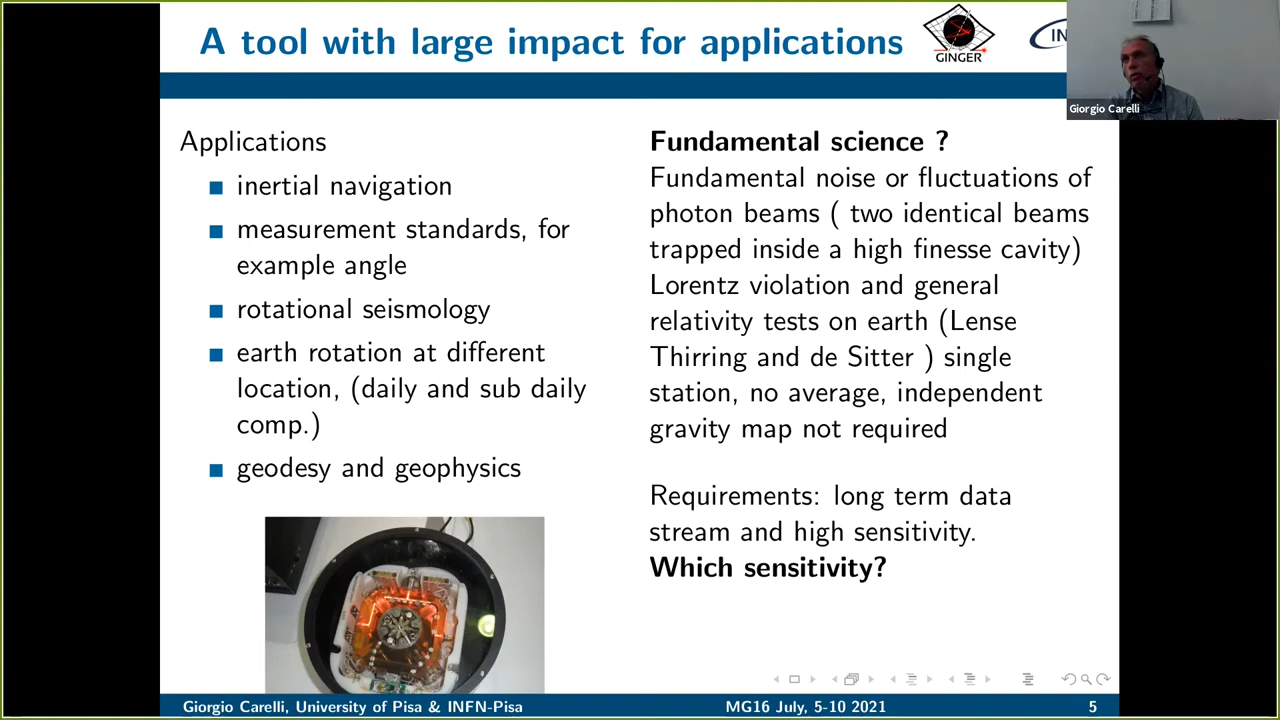 A tool with large impact for applications
GINGER
IN
Giorgio Carelli
Applications
inertial navigation
measurement standards, for
example angle
rotational seismology
earth rotation at different
location, (daily and sub daily
comp.)
geodesy and geophysics
Fundamental science ?
Fundamental noise or fluctuations of
photon beams ( two identical beams
trapped inside a high finesse cavity)
Lorentz violation and general
relativity tests on earth (Lense
Thirring and de Sitter ) single
station, no average, independent
gravity map not required
Requirements: long term data
stream and high sensitivity.
Which sensitivity?
Giorgio Carelli, University of Pisa & INFN-Pisa
MG16 July, 5-10 2021
5